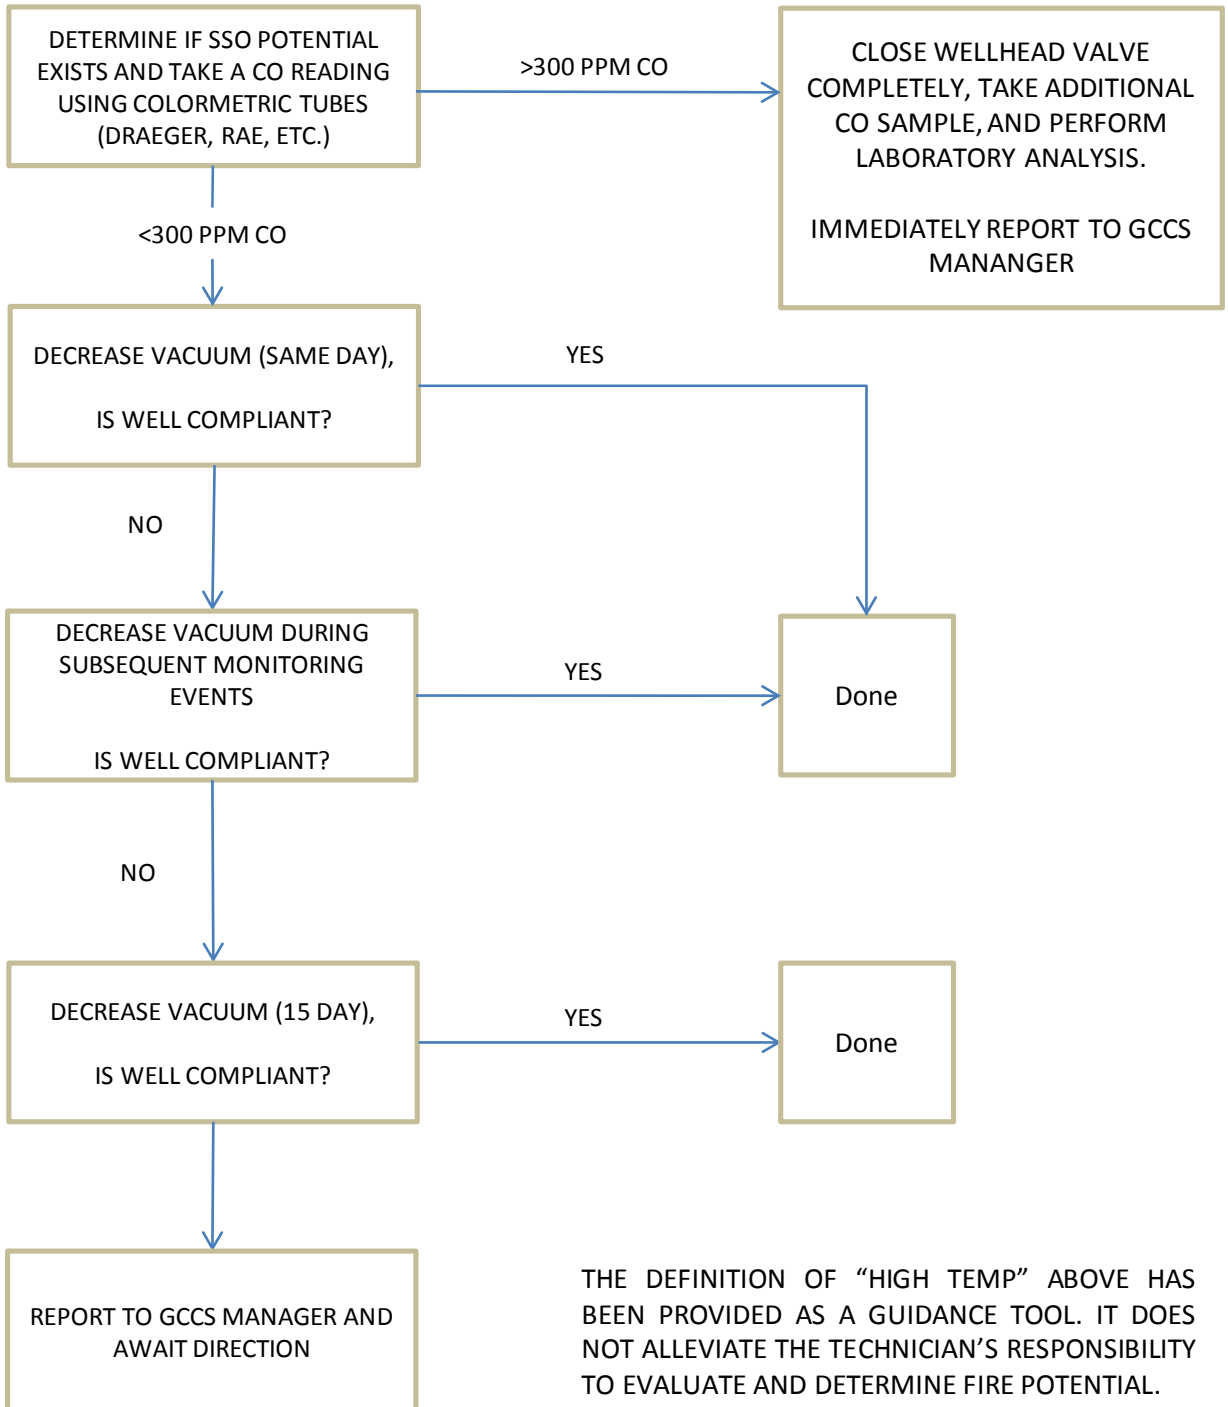 DETERMINE IF SSO POTENTIAL
EXISTS AND TAKE A CO READING
USING COLORMETRIC TUBES
(DRAEGER, RAE, ETC.)
>300 PPM CO
CLOSE WELLHEAD VALVE
COMPLETELY, TAKE ADDITIONAL
CO SAMPLE, AND PERFORM
LABORATORY ANALYSIS.
IMMEDIATELY REPORT TO GCCS
MANANGER
<300 PPM CO
DECREASE VACUUM (SAME DAY),
IS WELL COMPLIANT?
YES
NO
DECREASE VACUUM DURING
SUBSEQUENT MONITORING
EVENTS
IS WELL COMPLIANT?
YES
Done
NO
DECREASE VACUUM (15 DAY),
IS WELL COMPLIANT?
YES
Done
REPORT TO GCCS MANAGER AND
AWAIT DIRECTION
THE DEFINITION OF “HIGH TEMP” ABOVE HAS
BEEN PROVIDED AS A GUIDANCE TOOL. IT DOES
NOT ALLEVIATE THE TECHNICIAN’S RESPONSIBILITY
TO EVALUATE AND DETERMINE FIRE POTENTIAL.